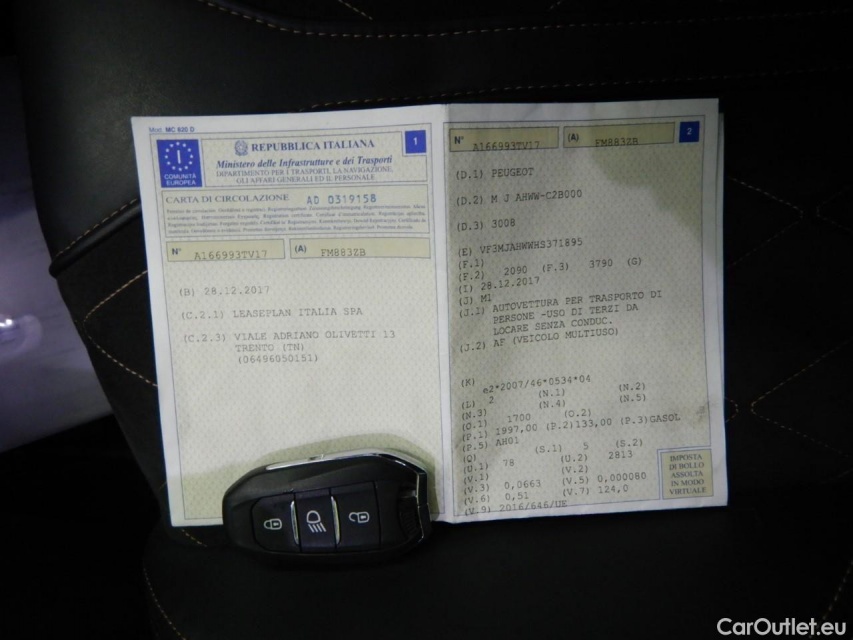 Mod. MC 820 D
I
COMUNITÀ
EUROPEA
REPUBBLICA ITALIANA
1
Ministero delle Infrastrutture e dei Trasporti
DIPARTIMENTO PER I TRASPORTI, LA NAVIGAZIONE,
GLI AFFARI GENERALI ED IL PERSONALE
CARTA DI CIRCOLAZIONE AD 0319158
N° A166993TV17 (A) FM883ZB
(B) 28.12.2017
(C.2.1) LEASEPLAN ITALIA SPA
(C.2.3) VIALE ADRIANO OLIVETTI 13
TRENTO (TN)
(06496050151)
N° A166993TV17 (A) FM883ZB 2
(D.1) PEUGEOT
(D.2) M J AHWW-C2B000
(D.3) 3008
(E) VF3MJAHWWHS371895
(F.1)
(F.2) 2090 (F.3) 3790 (G)
(I) 28.12.2017
(J) M1
(J.1) AUTOVETTURA PER TRASPORTO DI
PERSONE -USO DI TERZI DA
LOCARE SENZA CONDUC.
(J.2) AF (VEICOLO MULTIUSO)
(K) e2*2007/46*0534*04
(L) 2 (N.1) (N.2)
(N.3) (N.4) (N.5)
(O.1) 1700 (O.2)
(P.1) 1997,00 (P.2)133,00 (P.3)GASOL
(P.5) AH01
(Q) (S.1) 5 (S.2)
(U.1) 78 (U.2) 2813
(V.1) (V.2)
(V.3) 0,0663 (V.5) 0,000080
(V.6) 0,51 (V.7) 124,0
(V.9) 2016/646/UE
IMPOSTA
DI BOLLO
ASSOLTA
IN MODO
VIRTUALE
CarOutlet.eu